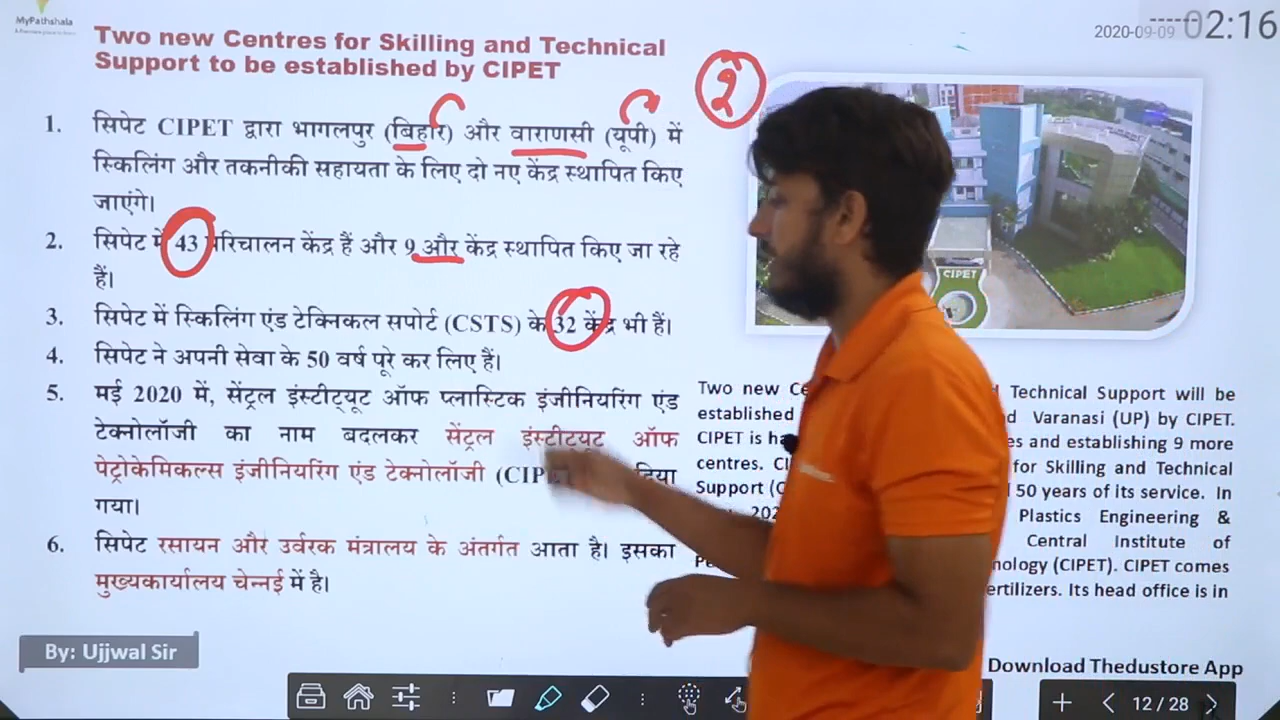 MyPathshala
2020-09-09
02:16
Two new Centres for Skilling and Technical
Support to be established by CIPET
2
1. सिपेट CIPET द्वारा भागलपुर (बिहार) और वाराणसी (यूपी) में
स्किलिंग और तकनीकी सहायता के लिए दो नए केंद्र स्थापित किए
जाएंगे।
2. सिपेट में 43 परिचालन केंद्र हैं और 9 और केंद्र स्थापित किए जा रहे
हैं।
3. सिपेट में स्किलिंग एंड टेक्निकल सपोर्ट (CSTS) के 32 केंद्र भी हैं।
4. सिपेट ने अपनी सेवा के 50 वर्ष पूरे कर लिए हैं।
5. मई 2020 में, सेंट्रल इंस्टीट्यूट ऑफ प्लास्टिक इंजीनियरिंग एंड
टेक्नोलॉजी का नाम बदलकर सेंट्रल इंस्टीट्यूट ऑफ
पेट्रोकेमिकल्स इंजीनियरिंग एंड टेक्नोलॉजी (CIPET दिया
गया।
6. सिपेट रसायन और उर्वरक मंत्रालय के अंतर्गत आता है। इसका
मुख्यकार्यालय चेन्नई में है।
CIPET
Two new Technical Support will be
established Varanasi (UP) by CIPET.
CIPET is and establishing 9 more
centres. for Skilling and Technical
Support 50 years of its service. In
Plastics Engineering &
Central Institute of
(CIPET). CIPET comes
Its head office is in
By: Ujjwal Sir
Download Thedustore App
12 / 28